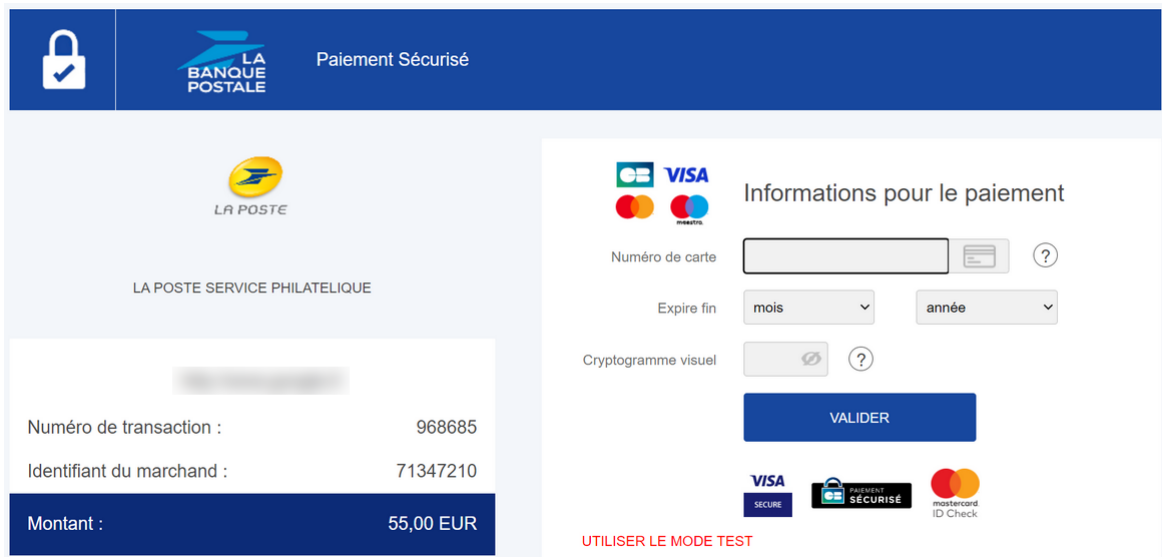 LA
BANQUE
POSTALE
Paiement Sécurisé
LA POSTE
LA POSTE SERVICE PHILATELIQUE
Numéro de transaction : 968685
Identifiant du marchand : 71347210
Montant : 55,00 EUR
CB VISA
maestro.
Informations pour le paiement
Numéro de carte ?
Expire fin mois année
Cryptogramme visuel ?
VALIDER
VISA
SECURE
CB PAIEMENT
SÉCURISÉ
mastercard
ID Check
UTILISER LE MODE TEST